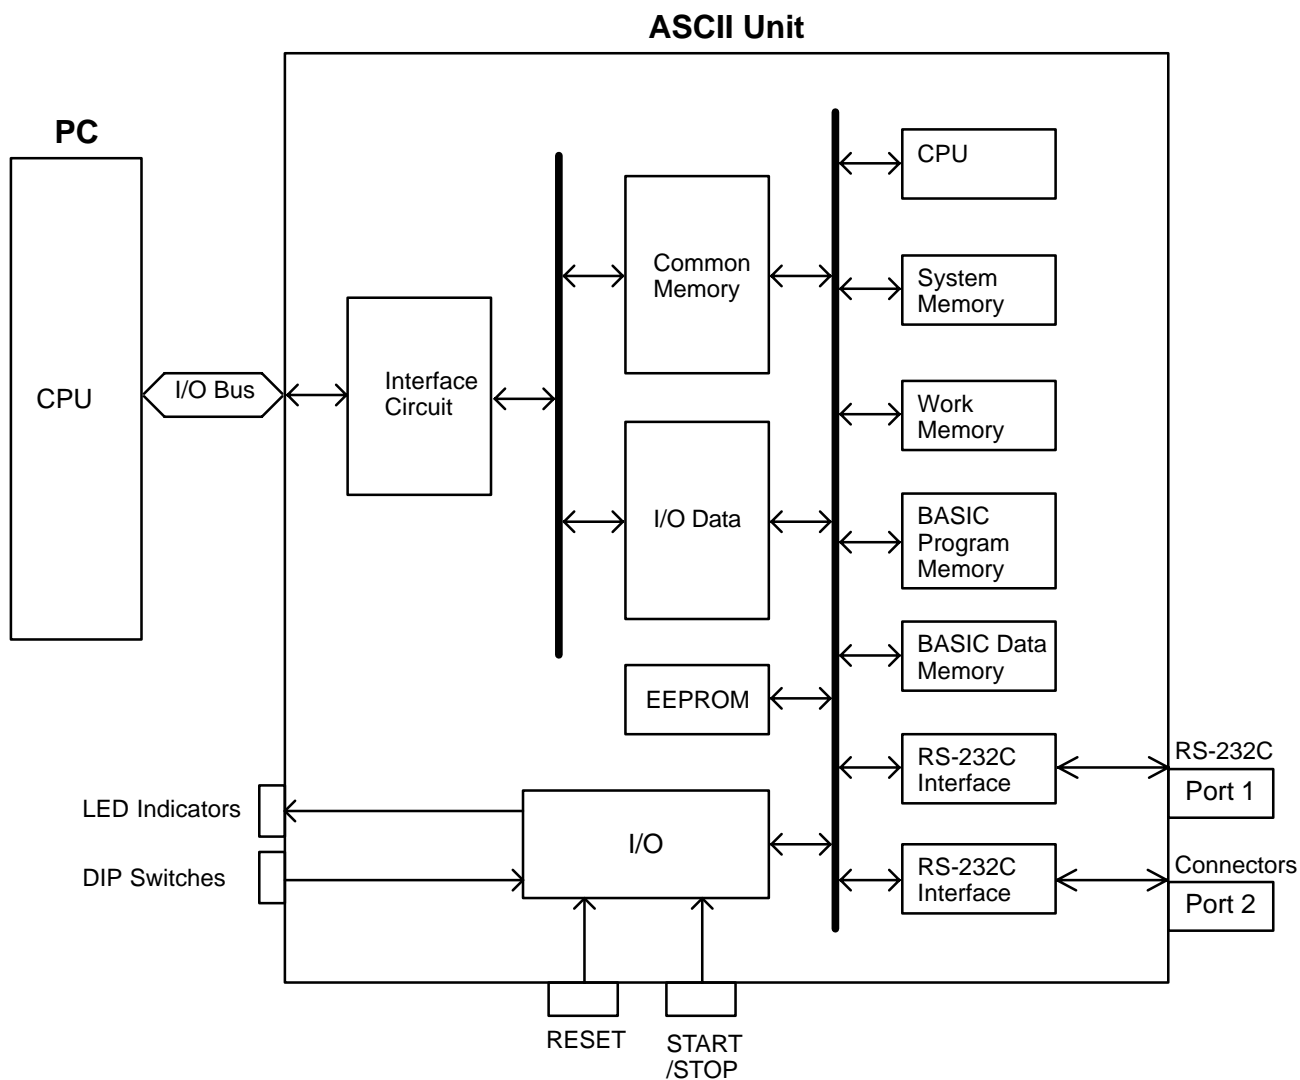 ASCII Unit
PC
CPU
I/O Bus
Interface
Circuit
Common
Memory
I/O Data
EEPROM
I/O
CPU
System
Memory
Work
Memory
BASIC
Program
Memory
BASIC Data
Memory
RS-232C
Interface
RS-232C
Interface
RS-232C
Port 1
Connectors
Port 2
LED Indicators
DIP Switches
RESET
START
/STOP